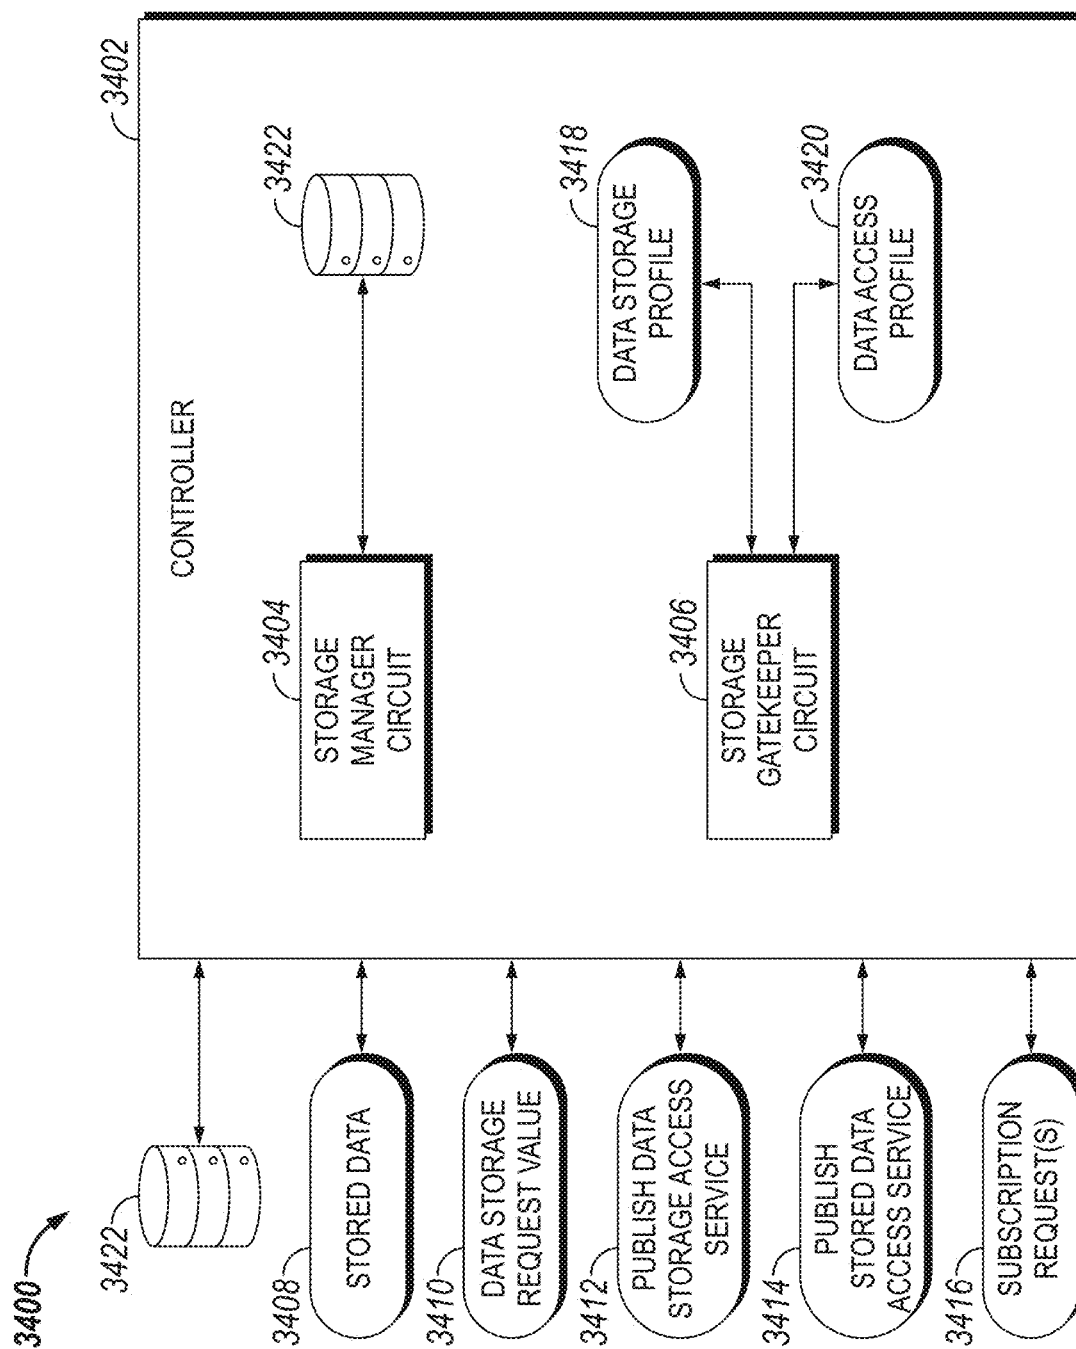 3400
3422
3408
STORED DATA
3410
DATA STORAGE
REQUEST VALUE
3412
PUBLISH DATA
STORAGE ACCESS
SERVICE
3414
PUBLISH
STORED DATA
ACCESS SERVICE
3416
SUBSCRIPTION
REQUEST(S)
3402
CONTROLLER
3404
STORAGE
MANAGER
CIRCUIT
3422
3406
STORAGE
GATEKEEPER
CIRCUIT
3418
DATA STORAGE
PROFILE
3420
DATA ACCESS
PROFILE